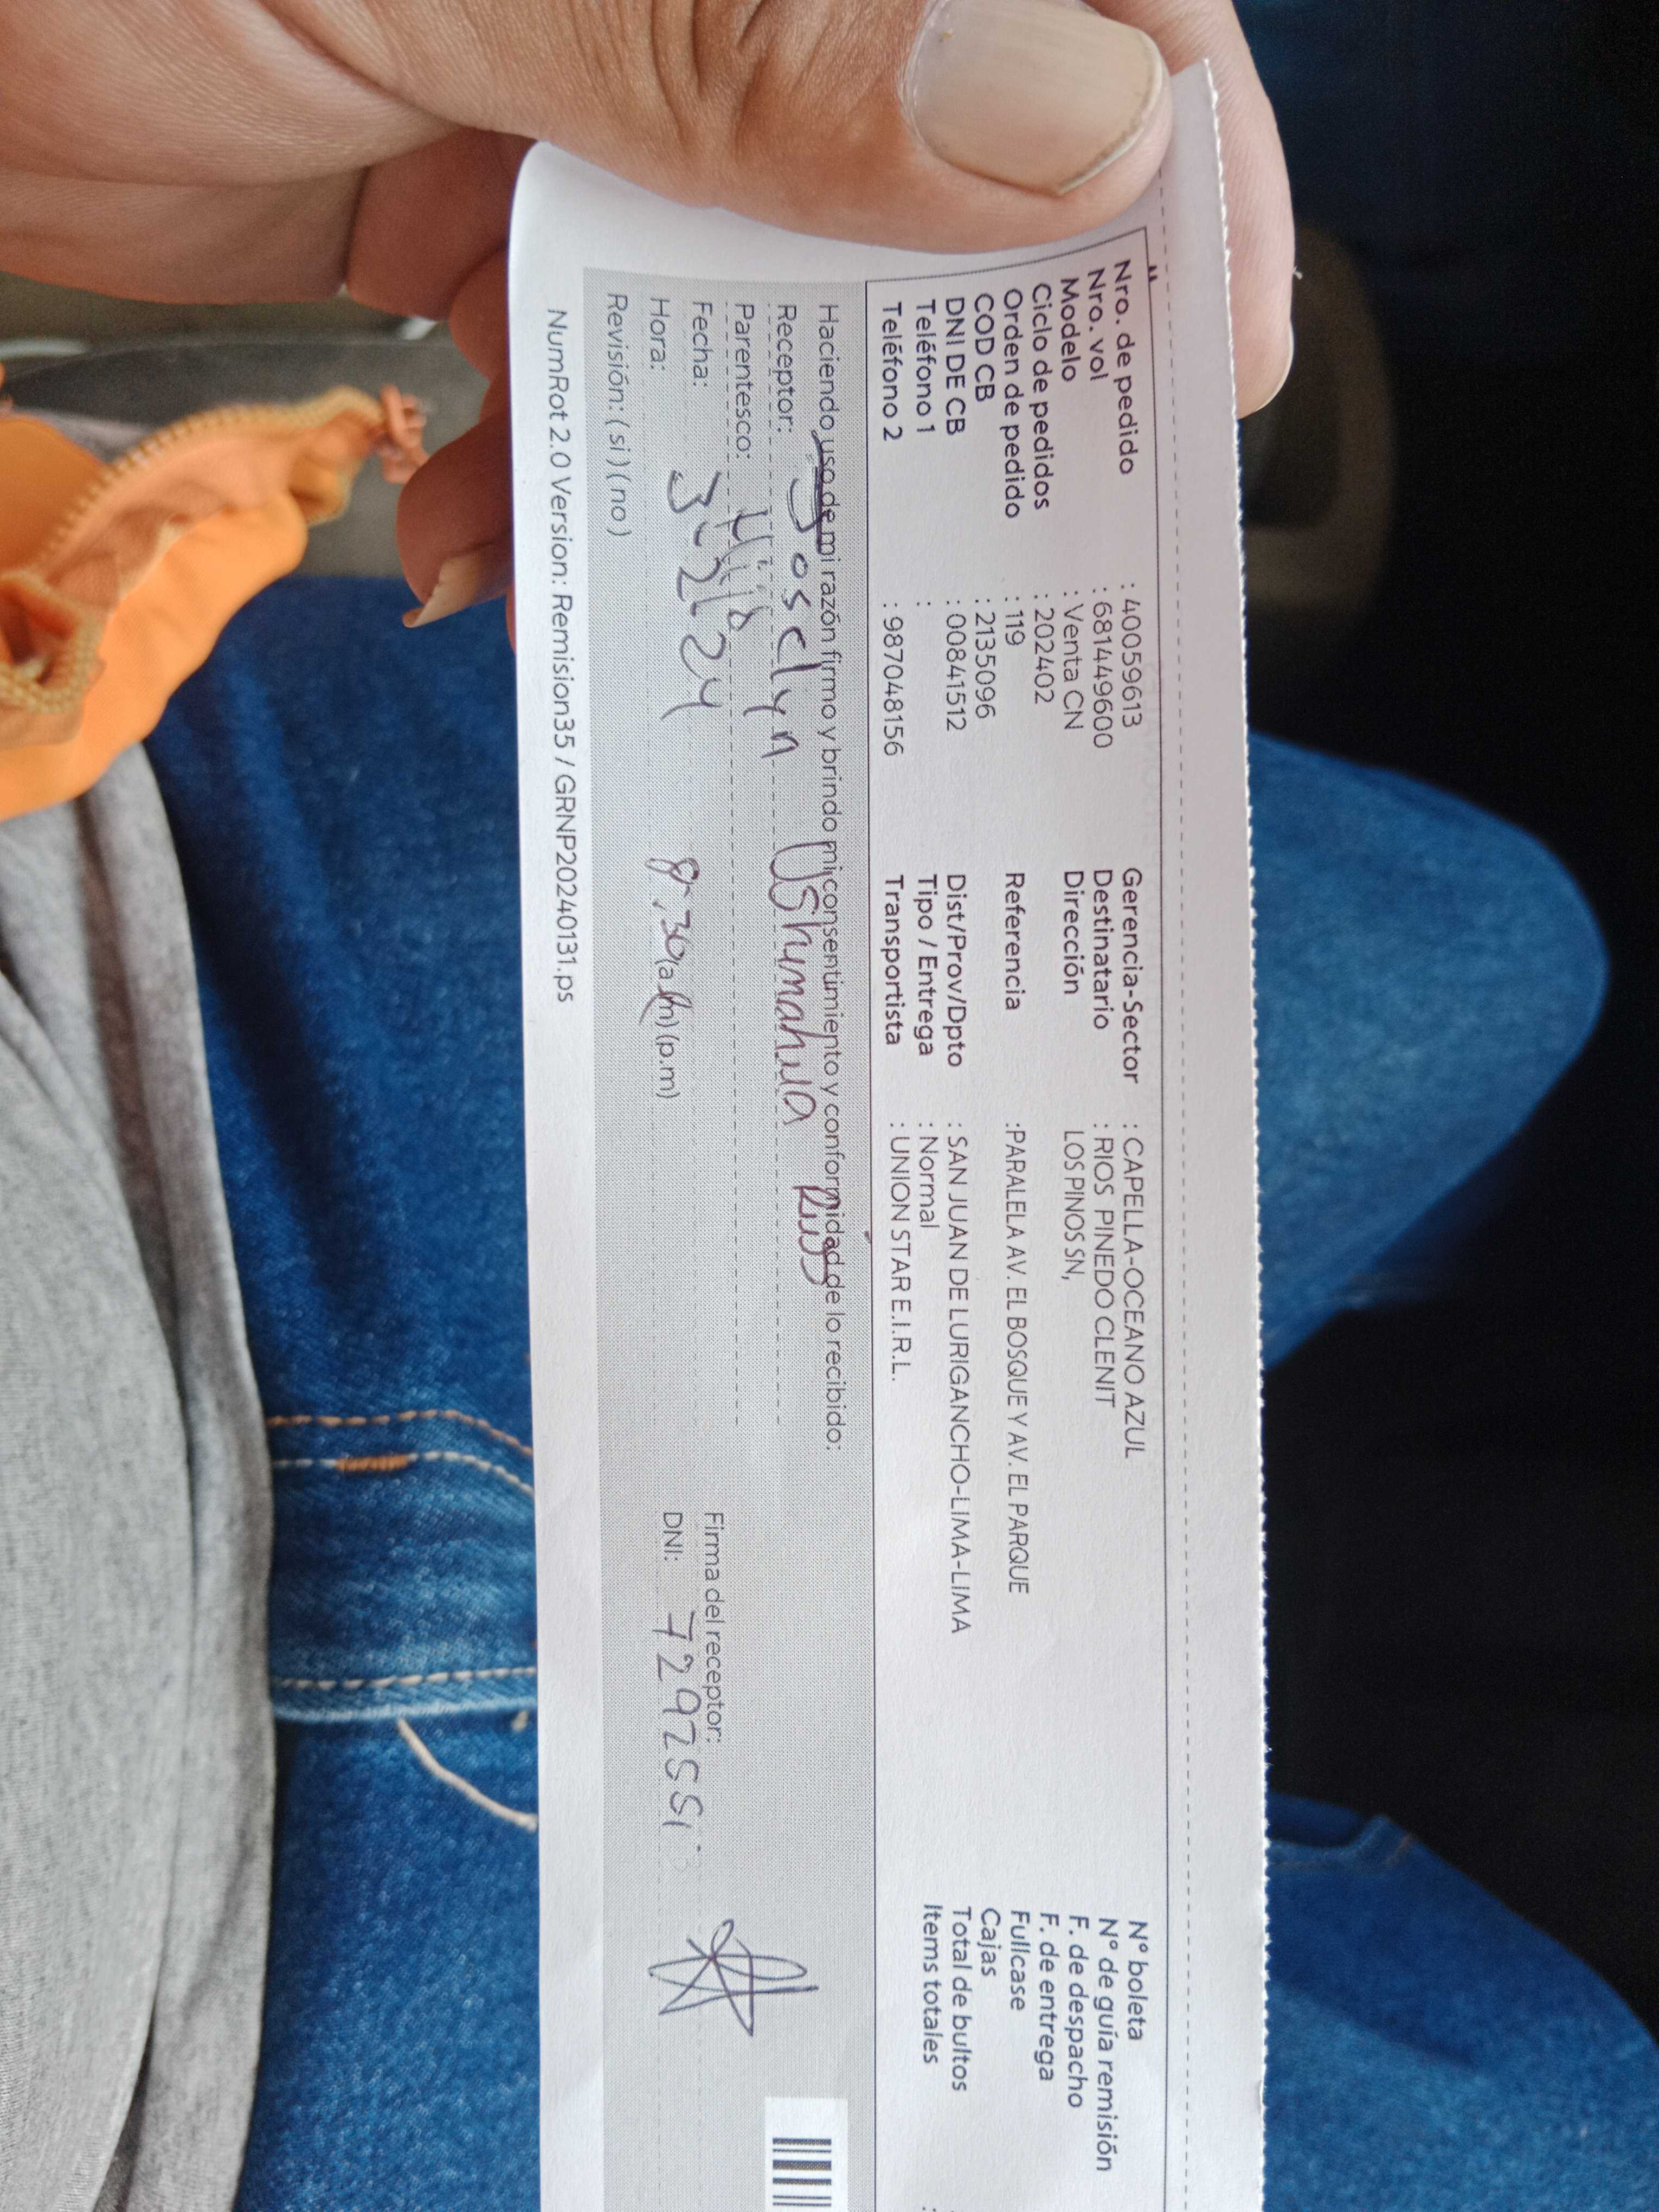 Nro. de pedido : 40059613 Gerencia-Sector : CAPELLA-OCEANO AZUL N° boleta
Nro. vol : 681449600 Destinatario : RIOS PINEDO CLENIT N° de guía remisión
Modelo : Venta CN Dirección LOS PINOS SN, F. de despacho
Ciclo de pedidos : 202402 F. de entrega
Orden de pedido : 119 Referencia :PARALELA AV. EL BOSQUE Y AV. EL PARQUE Fullcase
COD CB : 2135096 Cajas
DNI DE CB : 00841512 Dist/Prov/Dpto : SAN JUAN DE LURIGANCHO-LIMA-LIMA Total de bultos
Teléfono 1 : Tipo / Entrega : Normal Items totales
Teléfono 2 : 987048156 Transportista : UNION STAR E.I.R.L.
Haciendo uso de mi razón firmo y brindo mi consentimiento y conformidad de lo recibido:
Receptor: Joselyn Ushunahua
Parentesco: Firma del receptor:
Fecha: 3-2-24 DNI:
Hora: 8:30 (a.m) (p.m)
Revisión: (si) (no)
NumRot 2.0 Version: Remision35 / GRNP20240131.ps